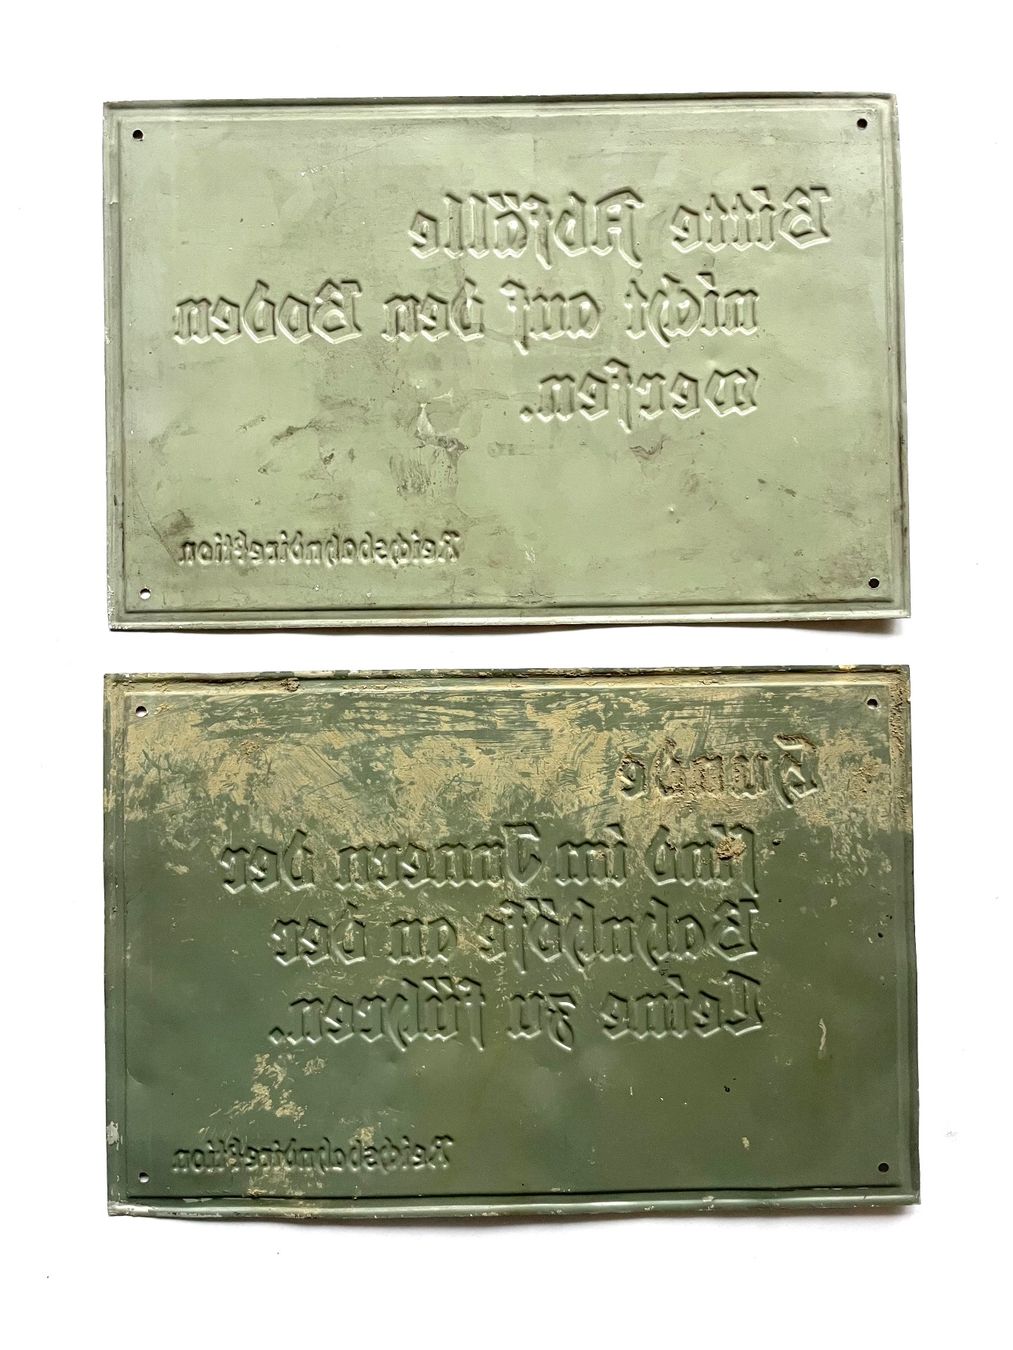 Bitte Abfälle
nicht auf den Boden
werfen.
Reichsbahndirektion
Hunde
sind im Innern der
Bahnhöfe an der
Leine zu führen.
Reichsbahndirektion